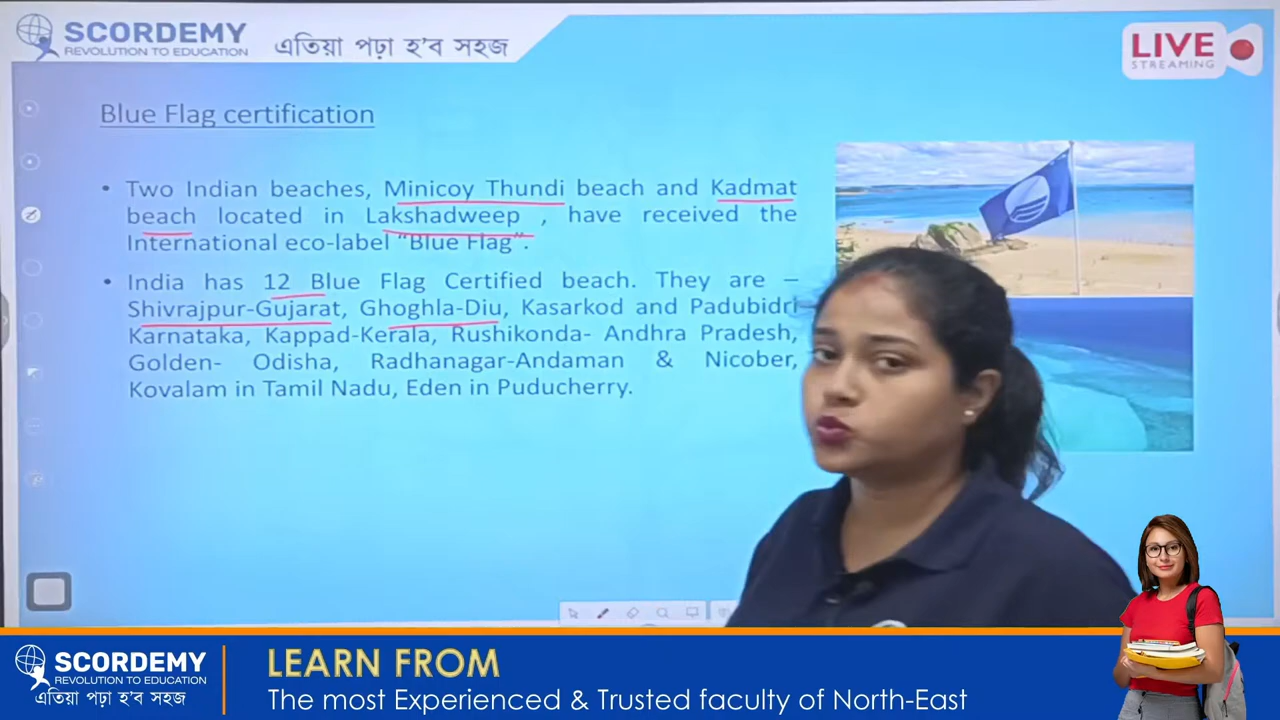 SCORDEMY
REVOLUTION TO EDUCATION
এতিয়া পঢ়া হ'ব সহজ
LIVE
STREAMING
Blue Flag certification
• Two Indian beaches, Minicoy Thundi beach and Kadmat
beach located in Lakshadweep , have received the
International eco-label “Blue Flag”.
• India has 12 Blue Flag Certified beach. They are –
Shivrajpur-Gujarat, Ghoghla-Diu, Kasarkod and Padubidri-
Karnataka, Kappad-Kerala, Rushikonda- Andhra Pradesh,
Golden- Odisha, Radhanagar-Andaman & Nicober,
Kovalam in Tamil Nadu, Eden in Puducherry.
SCORDEMY
REVOLUTION TO EDUCATION
এতিয়া পঢ়া হ'ব সহজ
LEARN FROM
The most Experienced & Trusted faculty of North-East